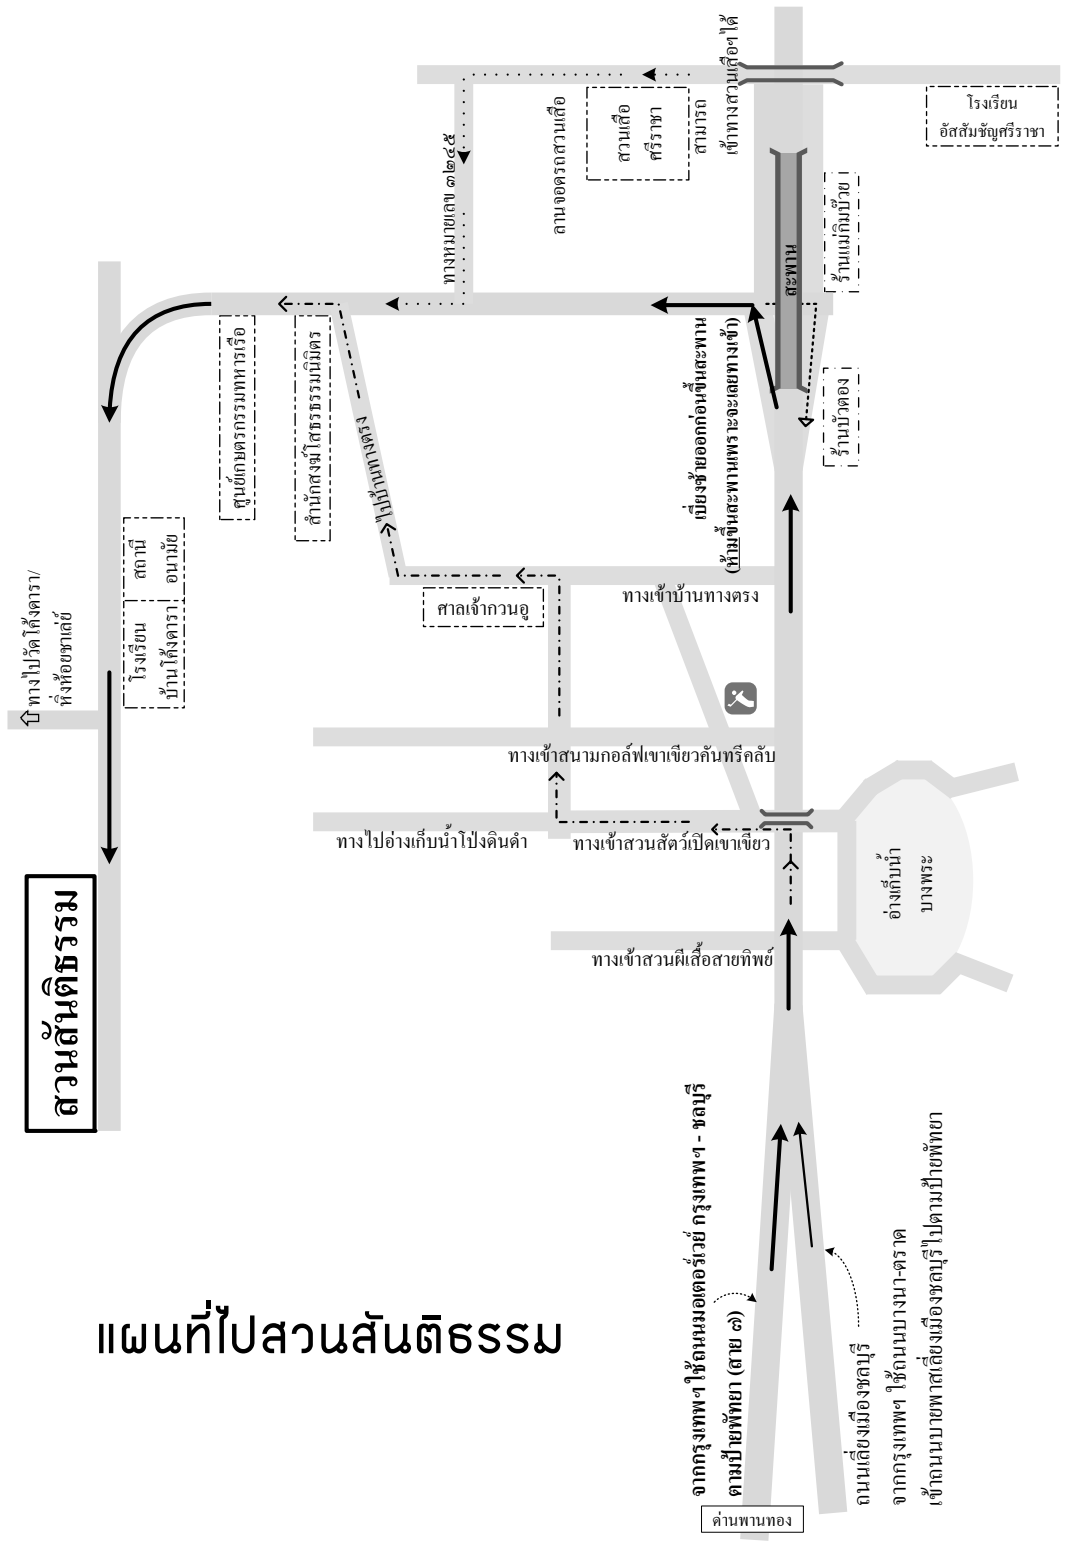 แผนที่ไปสวนสันติธรรม
สวนสันติธรรม
ทางไปวัดโค้งดารา/
หิ่งห้อยชาเล่ย์
โรงเรียน
บ้านโค้งดารา
สถานี
อนามัย
ศูนย์เกษตรกรรมทหารเรือ
สำนักสงฆ์โสธรธรรมนิมิตร
ไปบ้านทางตรง
ทางหมายเลข ๓๒๔๕
ลานจอดรถสวนเสือ
สวนเสือ
ศรีราชา
สามารถ
เข้าทางสวนเสือฯ ได้
โรงเรียน
อัสสัมชัญศรีราชา
สะพาน
ร้านแม่กิมบ๊วย
ร้านบัวตอง
เบี่ยงซ้ายออกก่อนขึ้นสะพาน
(ห้ามขึ้นสะพานเพราะจะเลยทางเข้า)
ศาลเจ้ากวนอู
ทางเข้าบ้านทางตรง
ทางเข้าสนามกอล์ฟเขาเขียวคันทรีคลับ
ทางไปอ่างเก็บน้ำโป่งดินดำ
ทางเข้าสวนสัตว์เปิดเขาเขียว
อ่างเก็บน้ำ
บางพระ
ทางเข้าสวนผีเสื้อสายทิพย์
จากกรุงเทพฯ ใช้ถนนมอเตอร์เวย์ กรุงเทพฯ - ชลบุรี
ตามป้ายพัทยา (สาย ๗)
ถนนเลี่ยงเมืองชลบุรี
จากกรุงเทพฯ ใช้ถนนบางนา-ตราด
เข้าถนนบายพาสเลี่ยงเมืองชลบุรีไปตามป้ายพัทยา
ด่านพานทอง